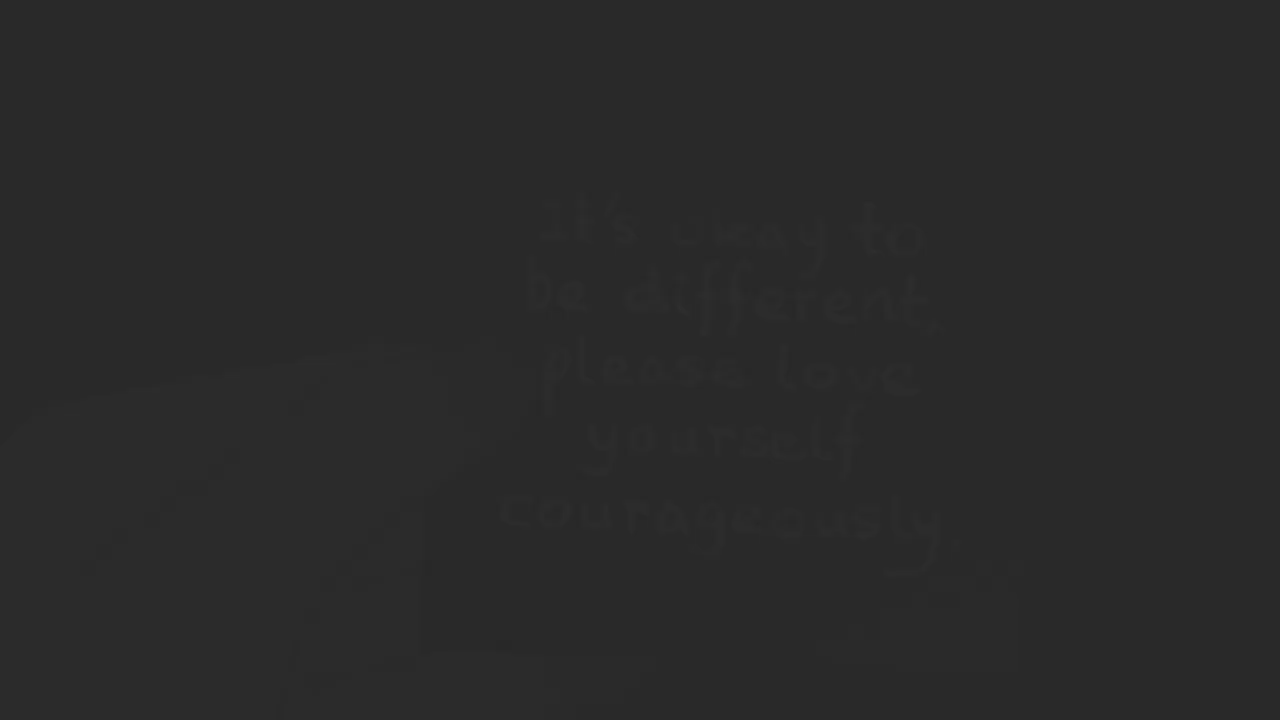 It's okay to
be different,
please love
yourself
courageously.